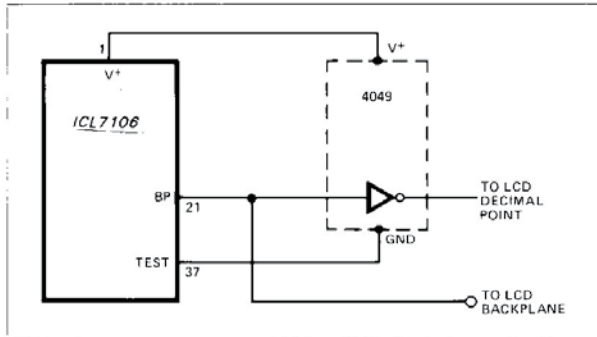 1
V+
V+
4049
ICL7106
BP
21
TO LCD
DECIMAL
POINT
GND
TEST
37
TO LCD
BACKPLANE